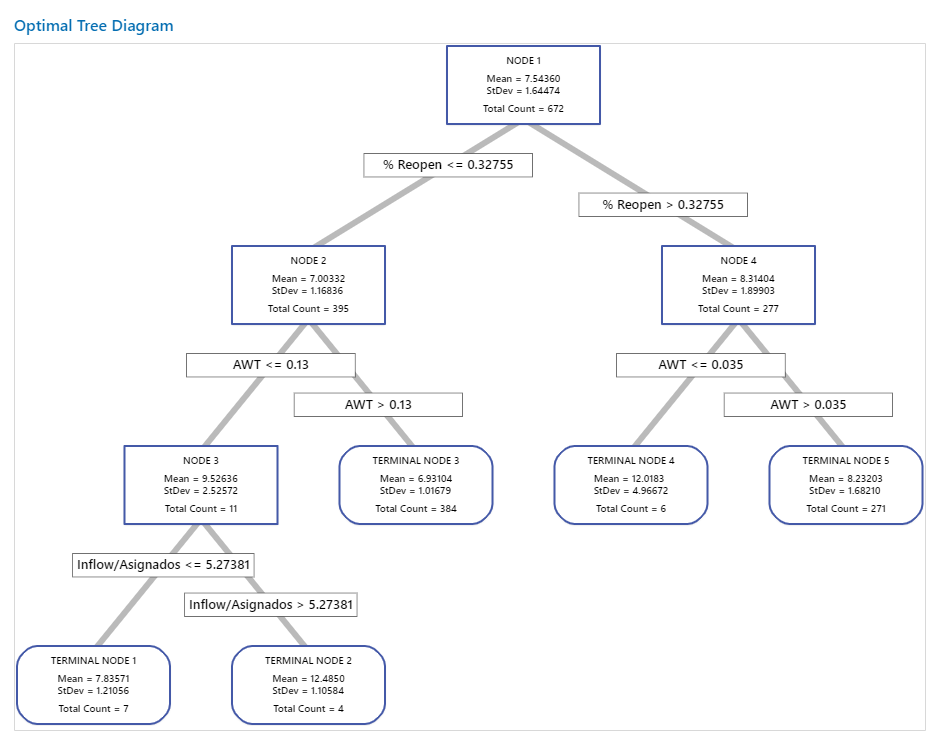 Optimal Tree Diagram
NODE 1
Mean = 7.54360
StDev = 1.64474
Total Count = 672
% Reopen <= 0.32755
% Reopen > 0.32755
NODE 2
Mean = 7.00332
StDev = 1.16836
Total Count = 395
NODE 4
Mean = 8.31404
StDev = 1.89903
Total Count = 277
AWT <= 0.13
AWT > 0.13
AWT <= 0.035
AWT > 0.035
NODE 3
Mean = 9.52636
StDev = 2.52572
Total Count = 11
TERMINAL NODE 3
Mean = 6.93104
StDev = 1.01679
Total Count = 384
TERMINAL NODE 4
Mean = 12.0183
StDev = 4.96672
Total Count = 6
TERMINAL NODE 5
Mean = 8.23203
StDev = 1.68210
Total Count = 271
Inflow/Asignados <= 5.27381
Inflow/Asignados > 5.27381
TERMINAL NODE 1
Mean = 7.83571
StDev = 1.21056
Total Count = 7
TERMINAL NODE 2
Mean = 12.4850
StDev = 1.10584
Total Count = 4